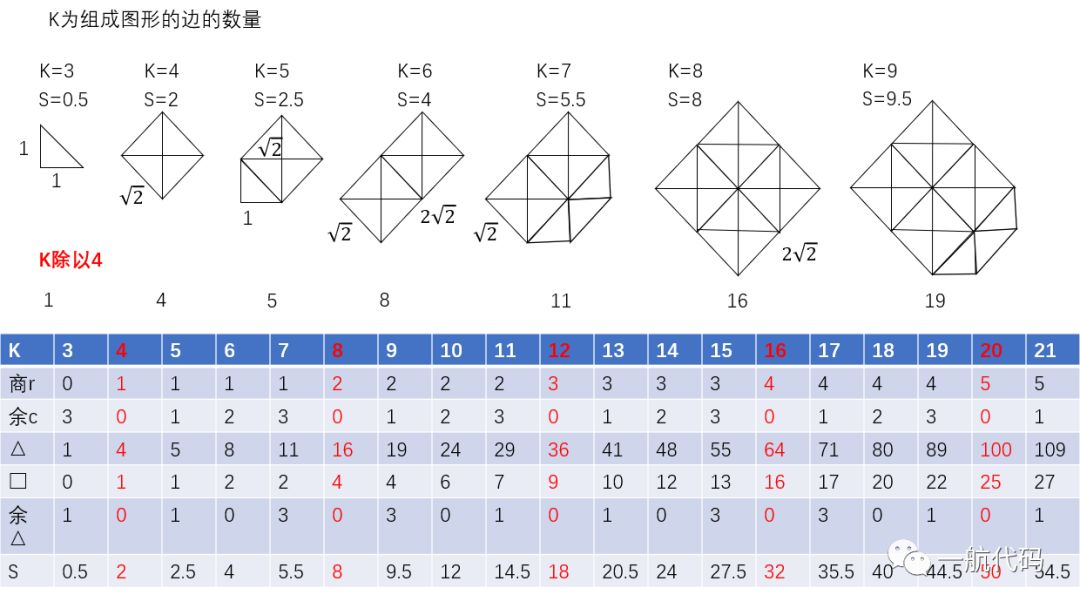 K为组成图形的边的数量
K=3 K=4 K=5 K=6 K=7 K=8 K=9
S=0.5 S=2 S=2.5 S=4 S=5.5 S=8 S=9.5
1
1
√2
√2
1
√2
2√2
√2
2√2
K除以4
1 4 5 8 11 16 19
K 3 4 5 6 7 8 9 10 11 12 13 14 15 16 17 18 19 20 21
商r 0 1 1 1 1 2 2 2 2 3 3 3 3 4 4 4 4 5 5
余c 3 0 1 2 3 0 1 2 3 0 1 2 3 0 1 2 3 0 1
△ 1 4 5 8 11 16 19 24 29 36 41 48 55 64 71 80 89 100 109
□ 0 1 1 2 2 4 4 6 7 9 10 12 13 16 17 20 22 25 27
余△ 1 0 1 0 3 0 3 0 1 0 1 0 3 0 3 0 1 0 1
S 0.5 2 2.5 4 5.5 8 9.5 12 14.5 18 20.5 24 27.5 32 35.5 40 44.5 50 54.5
一航代码